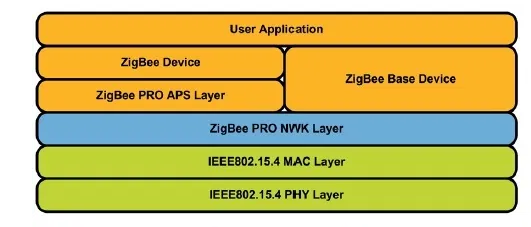 User Application
ZigBee Device
ZigBee Base Device
ZigBee PRO APS Layer
ZigBee PRO NWK Layer
IEEE802.15.4 MAC Layer
IEEE802.15.4 PHY Layer